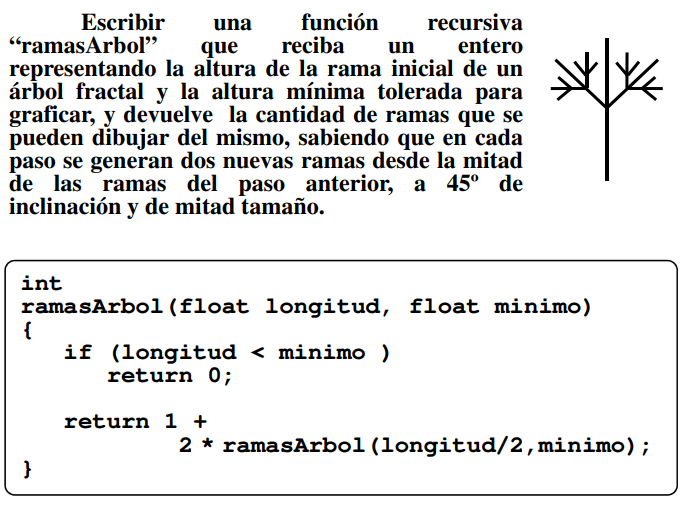 Escribir una función recursiva
“ramasArbol” que reciba un entero
representando la altura de la rama inicial de un
árbol fractal y la altura mínima tolerada para
graficar, y devuelve la cantidad de ramas que se
pueden dibujar del mismo, sabiendo que en cada
paso se generan dos nuevas ramas desde la mitad
de las ramas del paso anterior, a 45º de
inclinación y de mitad tamaño.
int
ramasArbol(float longitud, float minimo)
{
if (longitud < minimo )
return 0;
return 1 +
2 * ramasArbol(longitud/2,minimo);
}